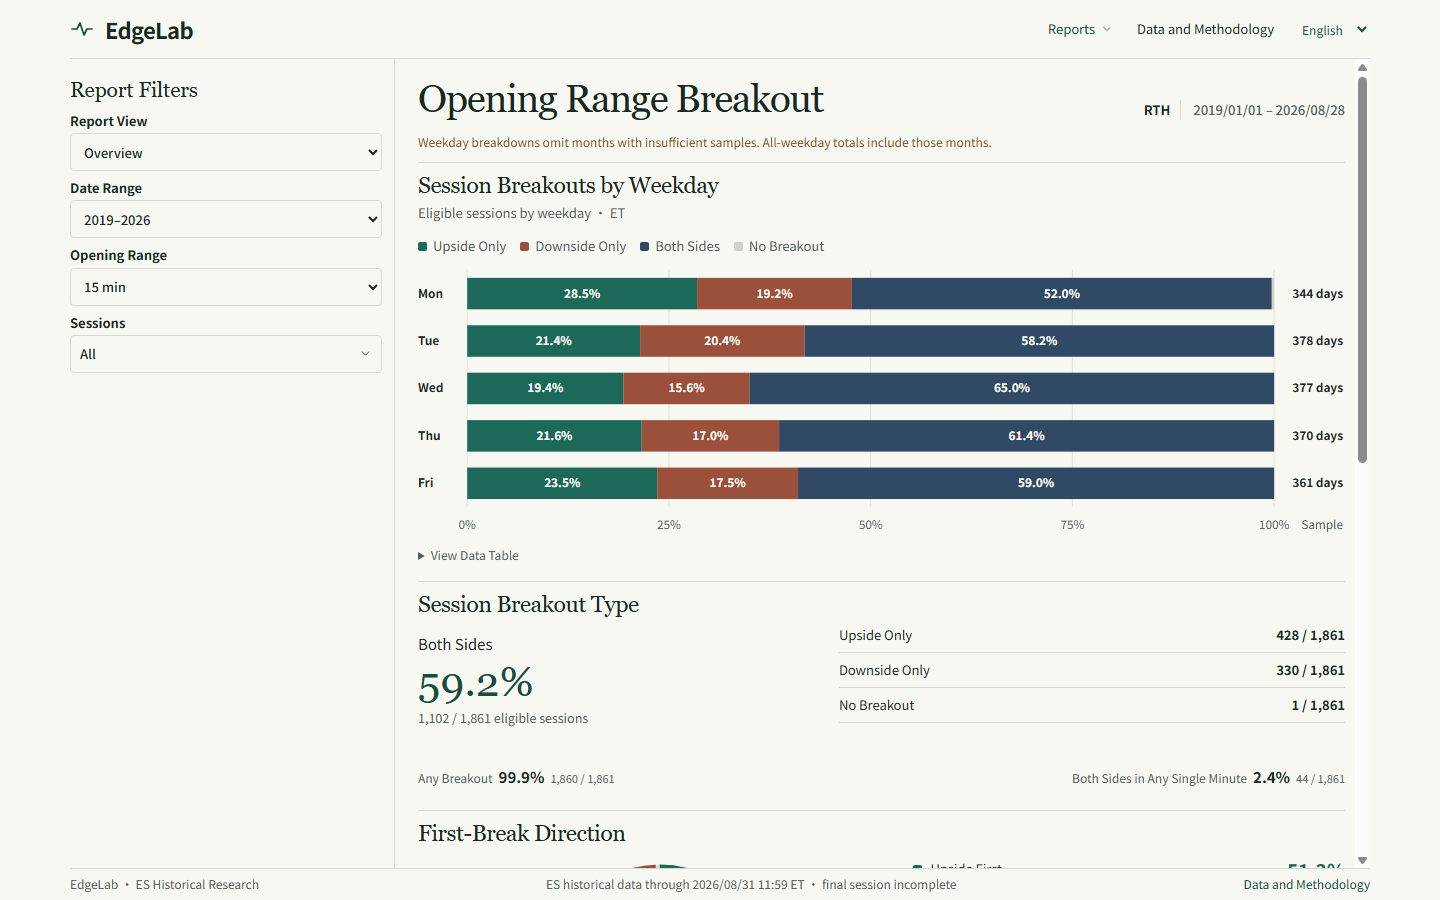 EdgeLab
Reports
Data and Methodology
English
Report Filters
Report View
Overview
Date Range
2019–2026
Opening Range
15 min
Sessions
All
Opening Range Breakout
RTH
2019/01/01 – 2026/08/28
Weekday breakdowns omit months with insufficient samples. All-weekday totals include those months.
Session Breakouts by Weekday
Eligible sessions by weekday • ET
Upside Only
Downside Only
Both Sides
No Breakout
Mon 28.5% 19.2% 52.0% 344 days
Tue 21.4% 20.4% 58.2% 378 days
Wed 19.4% 15.6% 65.0% 377 days
Thu 21.6% 17.0% 61.4% 370 days
Fri 23.5% 17.5% 59.0% 361 days
0% 25% 50% 75% 100% Sample
View Data Table
Session Breakout Type
Both Sides
59.2%
1,102 / 1,861 eligible sessions
Upside Only 428 / 1,861
Downside Only 330 / 1,861
No Breakout 1 / 1,861
Any Breakout 99.9% 1,860 / 1,861
Both Sides in Any Single Minute 2.4% 44 / 1,861
First-Break Direction
Upside First
EdgeLab • ES Historical Research
ES historical data through 2026/08/31 11:59 ET • final session incomplete
Data and Methodology